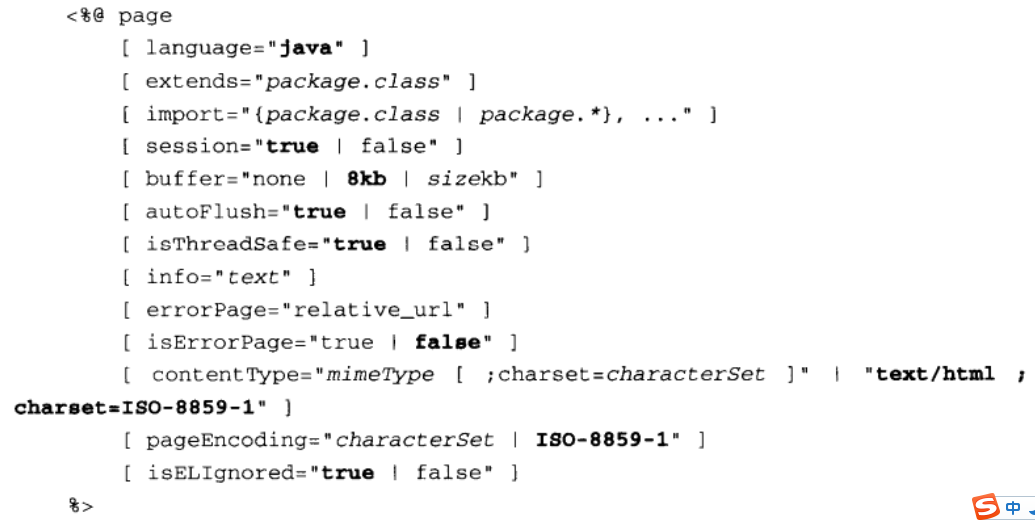 <%@ page
[ language="java" ]
[ extends="package.class" ]
[ import="{package.class | package.*}, ..." ]
[ session="true | false" ]
[ buffer="none | 8kb | sizekb" ]
[ autoFlush="true | false" ]
[ isThreadSafe="true | false" ]
[ info="text" ]
[ errorPage="relative_url" ]
[ isErrorPage="true | false" ]
[ contentType="mimeType [ ;charset=characterSet ]" | "text/html ;
charset=ISO-8859-1" ]
[ pageEncoding="characterSet | ISO-8859-1" ]
[ isELIgnored="true | false" ]
%>
S 中